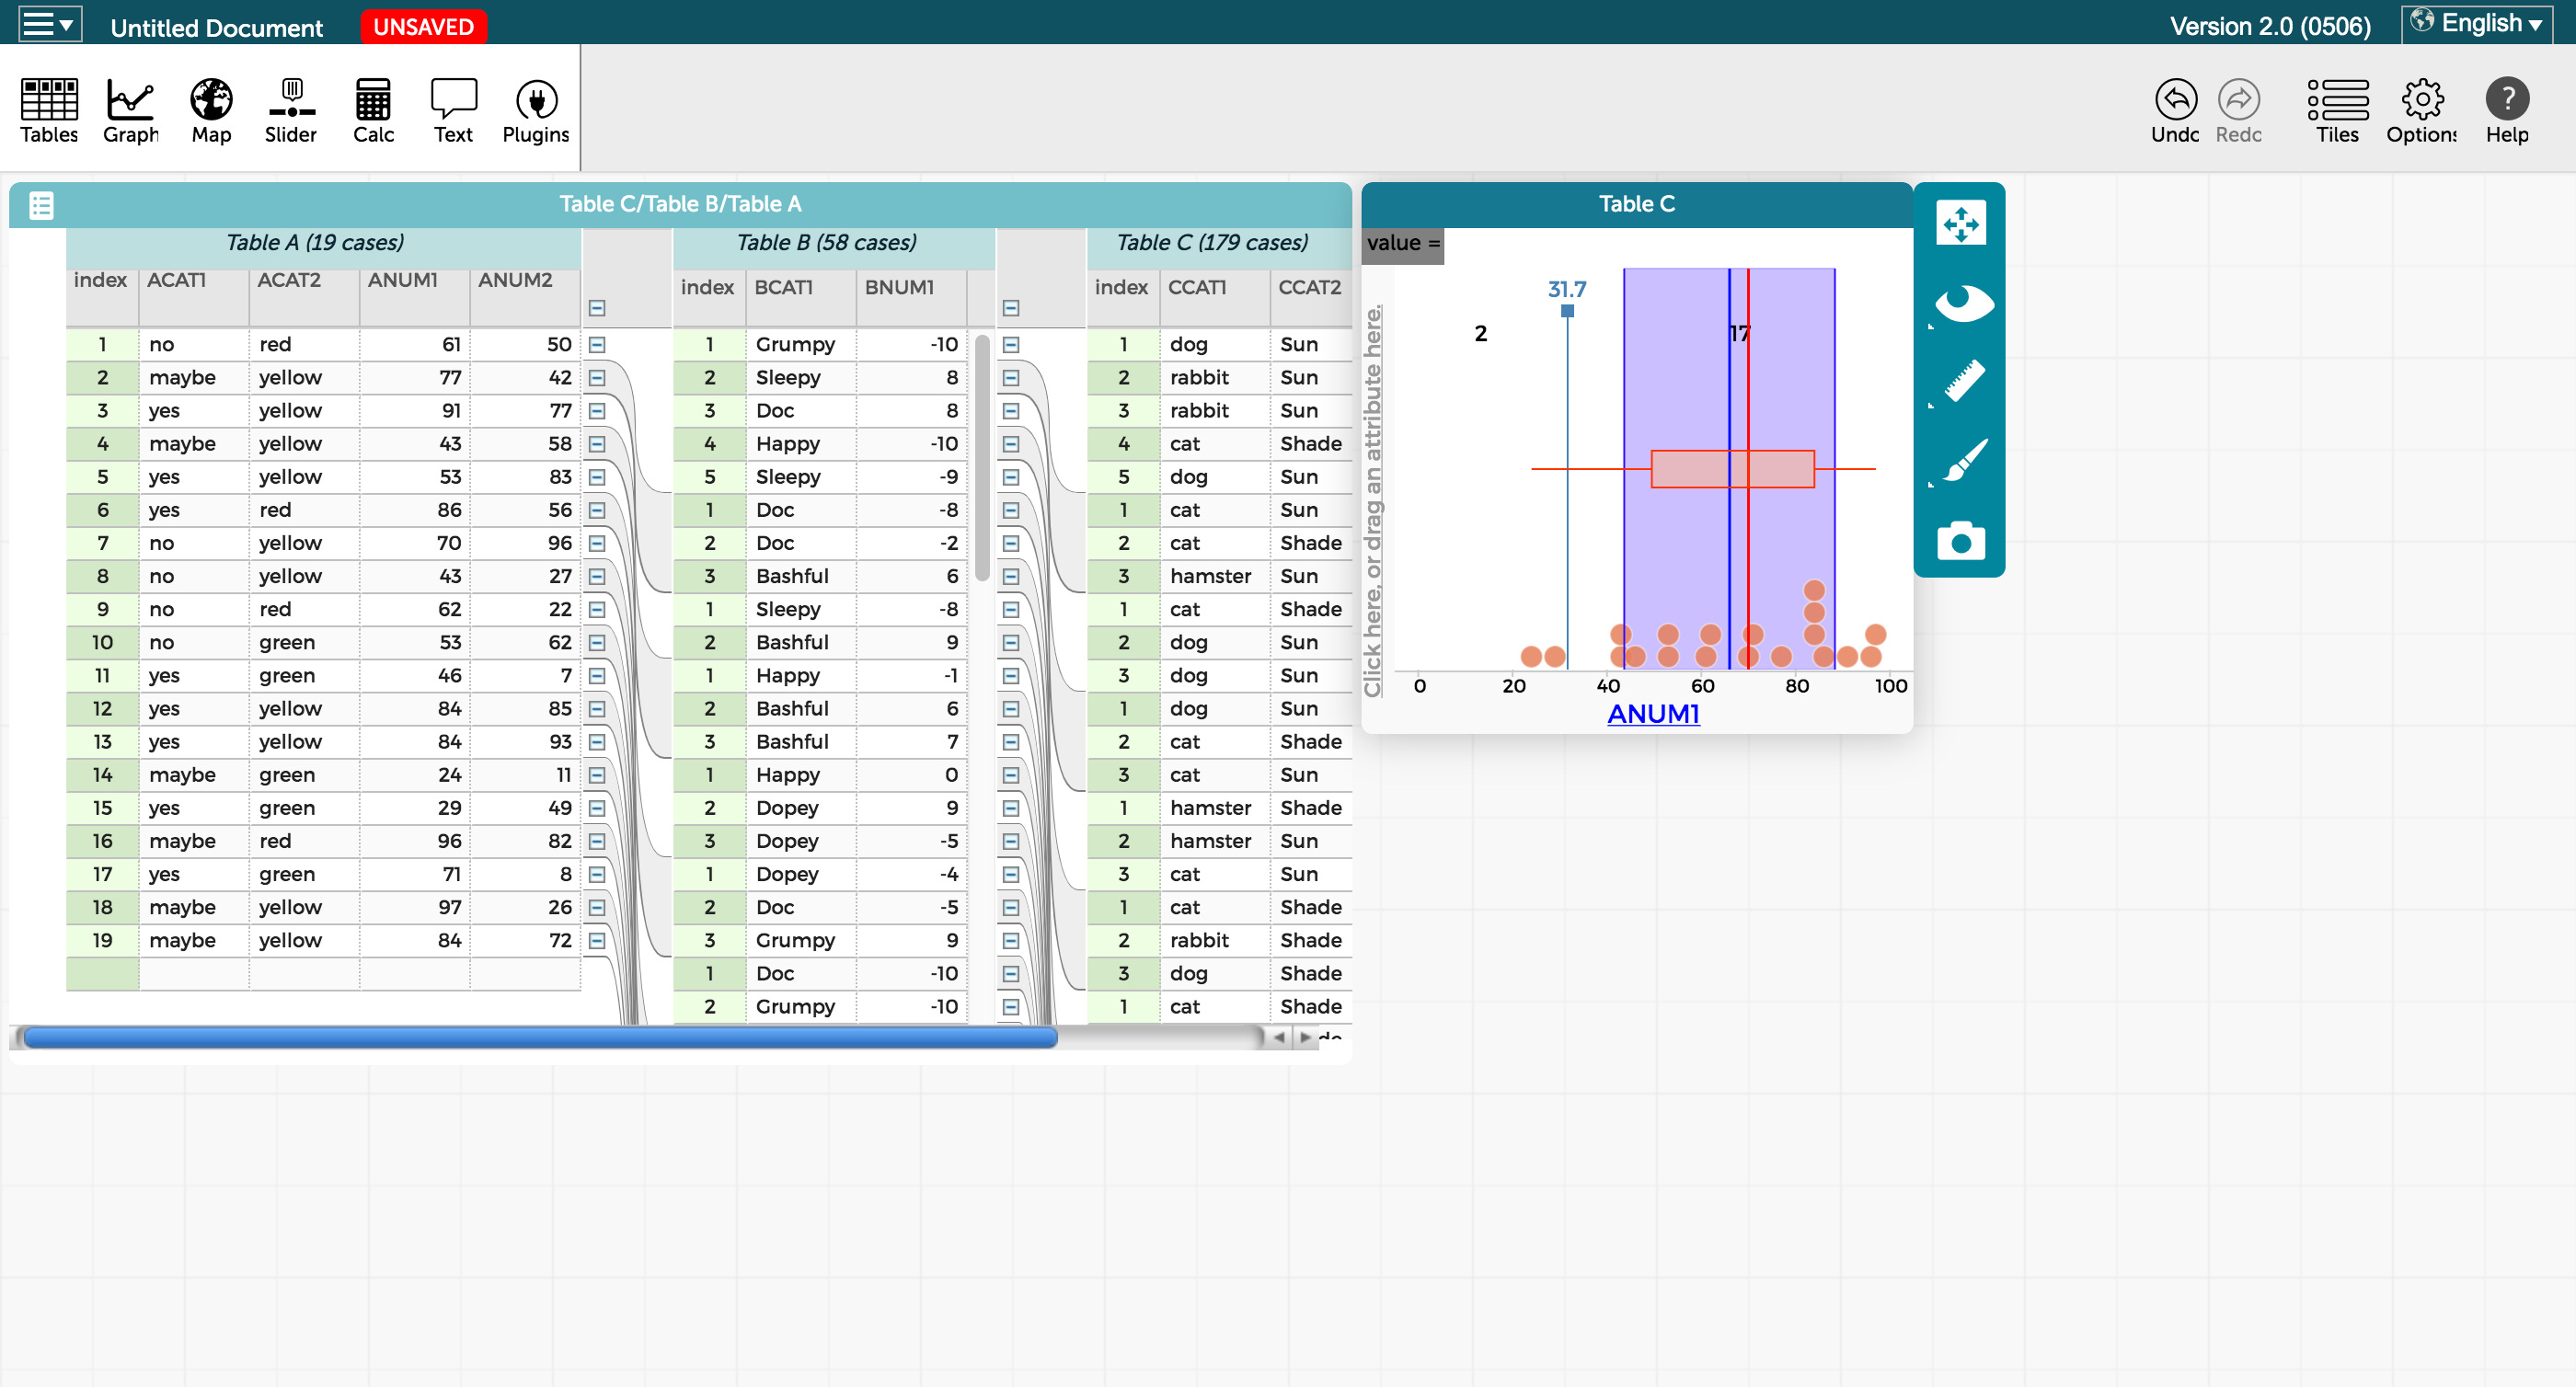 Untitled Document UNSAVED Version 2.0 (0506) English
Tables Graph Map Slider Calc Text Plugins Undo Redo Tiles Options ? Help
Table C/Table B/Table A
Table A (19 cases) Table B (58 cases) Table C (179 cases)
index ACAT1 ACAT2 ANUM1 ANUM2 index BCAT1 BNUM1 index CCAT1 CCAT2
1 no red 61 50 1 Grumpy -10 1 dog Sun
2 maybe yellow 77 42 2 Sleepy 8 2 rabbit Sun
3 yes yellow 91 77 3 Doc 8 3 rabbit Sun
4 maybe yellow 43 58 4 Happy -10 4 cat Shade
5 yes yellow 53 83 5 Sleepy -9 5 dog Sun
6 yes red 86 56 1 Doc -8 1 cat Sun
7 no yellow 70 96 2 Doc -2 2 cat Shade
8 no yellow 43 27 3 Bashful 6 3 hamster Sun
9 no red 62 22 1 Sleepy -8 1 cat Shade
10 no green 53 62 2 Bashful 9 2 dog Sun
11 yes green 46 7 1 Happy -1 3 dog Sun
12 yes yellow 84 85 2 Bashful 6 1 dog Sun
13 yes yellow 84 93 3 Bashful 7 2 cat Shade
14 maybe green 24 11 1 Happy 0 3 cat Sun
15 yes green 29 49 2 Dopey 9 1 hamster Shade
16 maybe red 96 82 3 Dopey -5 2 hamster Sun
17 yes green 71 8 1 Dopey -4 3 cat Sun
18 maybe yellow 97 26 2 Doc -5 1 cat Shade
19 maybe yellow 84 72 3 Grumpy 9 2 rabbit Shade
1 Doc -10 3 dog Shade
2 Grumpy -10 1 cat Shade
Table C
value =
31.7
2 17
Click here, or drag an attribute here.
0 20 40 60 80 100
ANUM1